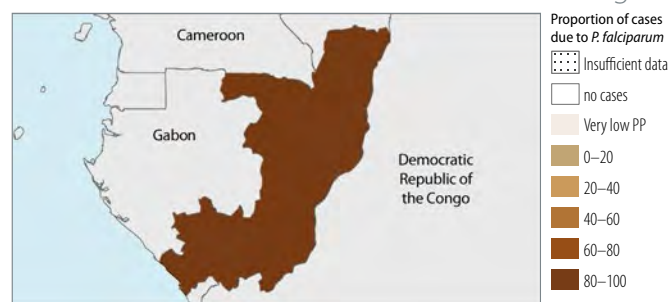 Cameroon
Gabon
Democratic
Republic of
the Congo
Proportion of cases
due to P. falciparum
Insufficient data
no cases
Very low PP
0–20
20–40
40–60
60–80
80–100